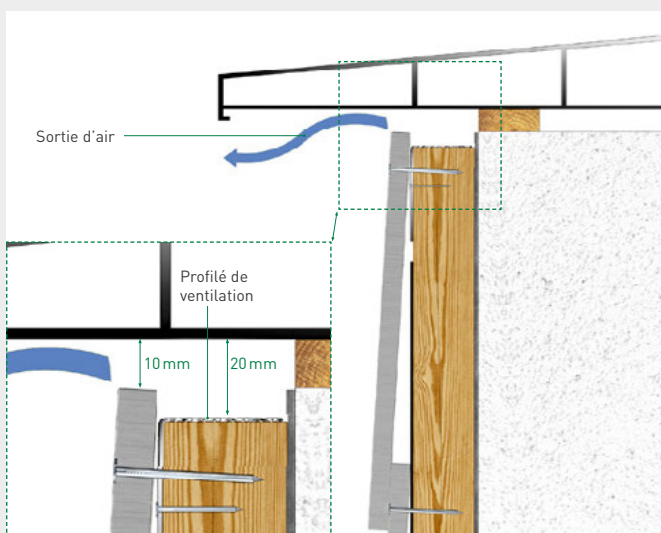 Sortie d’air
Profilé de
ventilation
10 mm
20 mm